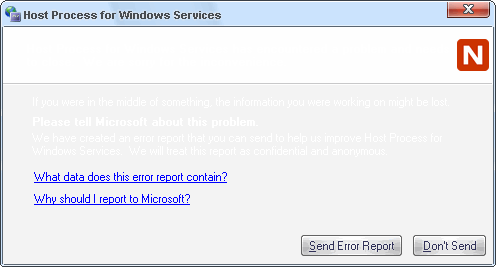 Host Process for Windows Services
N
If you were in the middle of something, the information you were working on might be lost.
Please tell Microsoft about this problem.
We have created an error report that you can send to help us improve Host Process for
Windows Services. We will treat this report as confidential and anonymous.
What data does this error report contain?
Why should I report to Microsoft?
Send Error Report Don't Send